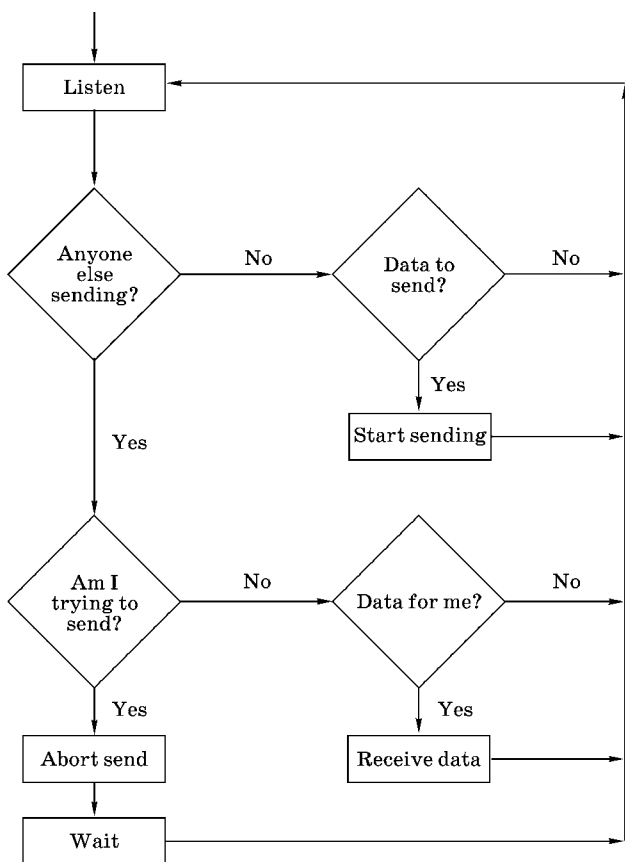 Listen
Anyone
else
sending?
No
Data to
send?
No
Yes
Start sending
Yes
Am I
trying to
send?
No
Data for me?
No
Yes
Yes
Abort send
Receive data
Wait